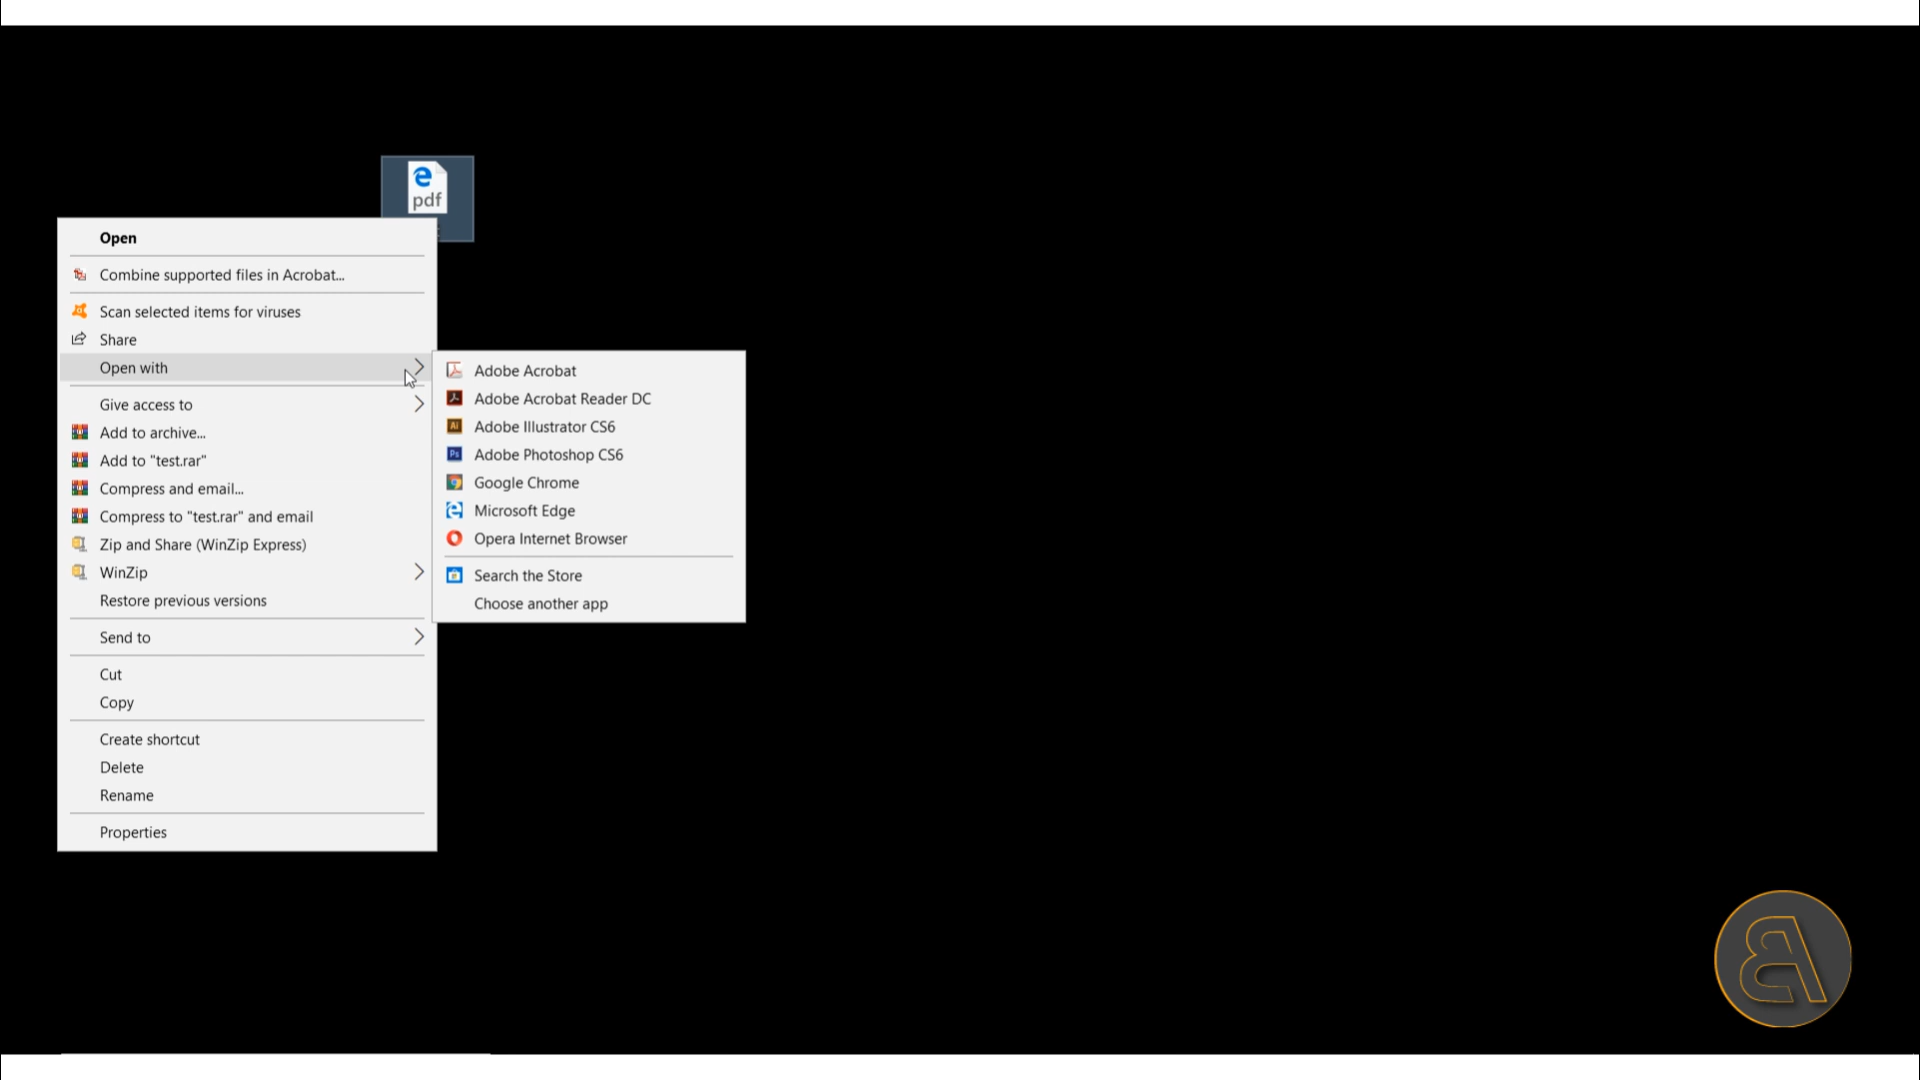 pdf
Open
Combine supported files in Acrobat...
Scan selected items for viruses
Share
Open with
Give access to
Add to archive...
Add to "test.rar"
Compress and email...
Compress to "test.rar" and email
Zip and Share (WinZip Express)
WinZip
Restore previous versions
Send to
Cut
Copy
Create shortcut
Delete
Rename
Properties
Adobe Acrobat
Adobe Acrobat Reader DC
Ai Adobe Illustrator CS6
Ps Adobe Photoshop CS6
Google Chrome
Microsoft Edge
Opera Internet Browser
Search the Store
Choose another app